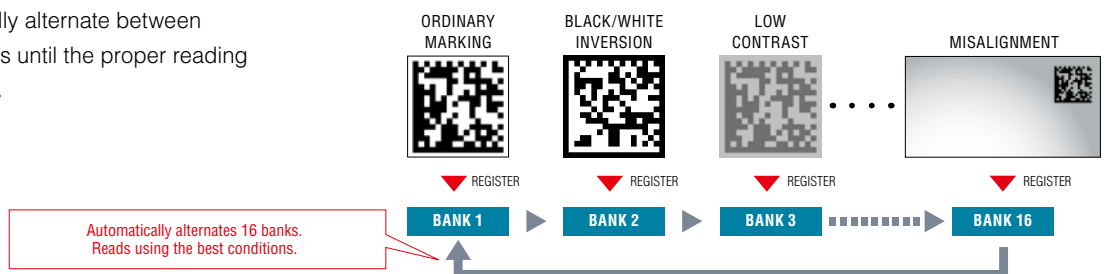 lly alternate between
s until the proper reading
.
ORDINARY
MARKING
BLACK/WHITE
INVERSION
LOW
CONTRAST
MISALIGNMENT
REGISTER
REGISTER
REGISTER
REGISTER
BANK 1
BANK 2
BANK 3
BANK 16
Automatically alternates 16 banks.
Reads using the best conditions.